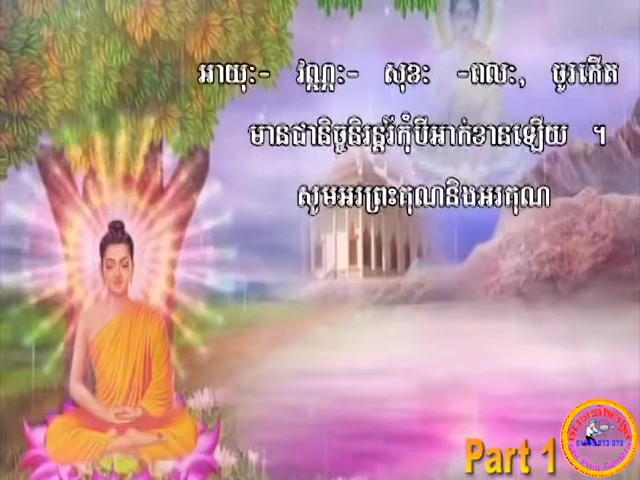 អាយុៈ- វណ្ណៈ- សុខៈ -ពលៈ, ចូរកើត
មានជានិច្ចនិរន្តរ៍កុំបីអាក់ខានឡើយ ។
សូមអរព្រះគុណនិងអរគុណ
Part 1